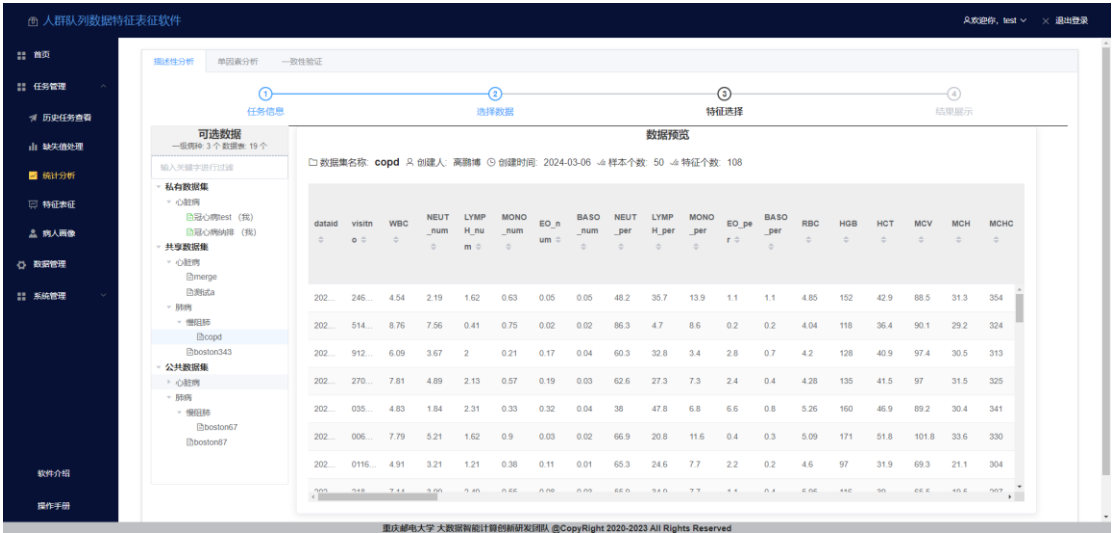 人群队列数据特征表征软件
欢迎你，test
退出登录
首页
任务管理
历史任务查看
缺失值处理
统计分析
特征表征
病人画像
数据管理
系统管理
软件介绍
操作手册
描述性分析 单因素分析 一致性验证
1 2 3 4
任务信息 选择数据 特征选择 结果展示
可选数据
一级病种: 3 个 数据表: 19 个
输入关键字进行过滤
私有数据集
心脏病
冠心病test （我）
冠心病纳排 （我）
共享数据集
心脏病
merge
测试a
肺病
慢阻肺
copd
boston343
公共数据集
心脏病
肺病
慢阻肺
boston67
boston87
数据预览
数据集名称: copd 创建人: 高鹏博 创建时间: 2024-03-06 样本个数: 50 特征个数: 108
dataid visitno WBC NEUT_num LYMPH_num MONO_num EO_num BASO_num NEUT_per LYMPH_per MONO_per EO_per BASO_per RBC HGB HCT MCV MCH MCHC
202... 246... 4.54 2.19 1.62 0.63 0.05 0.05 48.2 35.7 13.9 1.1 1.1 4.85 152 42.9 88.5 31.3 354
202... 514... 8.76 7.56 0.41 0.75 0.02 0.02 86.3 4.7 8.6 0.2 0.2 4.04 118 36.4 90.1 29.2 324
202... 912... 6.09 3.67 2 0.21 0.17 0.04 60.3 32.8 3.4 2.8 0.7 4.2 128 40.9 97.4 30.5 313
202... 270... 7.81 4.89 2.13 0.57 0.19 0.03 62.6 27.3 7.3 2.4 0.4 4.28 135 41.5 97 31.5 325
202... 035... 4.83 1.84 2.31 0.33 0.32 0.04 38 47.8 6.8 6.6 0.8 5.26 160 46.9 89.2 30.4 341
202... 006... 7.79 5.21 1.62 0.9 0.03 0.02 66.9 20.8 11.6 0.4 0.3 5.09 171 51.8 101.8 33.6 330
202... 0116... 4.91 3.21 1.21 0.38 0.11 0.01 65.3 24.6 7.7 2.2 0.2 4.6 97 31.9 69.3 21.1 304
重庆邮电大学 大数据智能计算创新研发团队 @CopyRight 2020-2023 All Rights Reserved